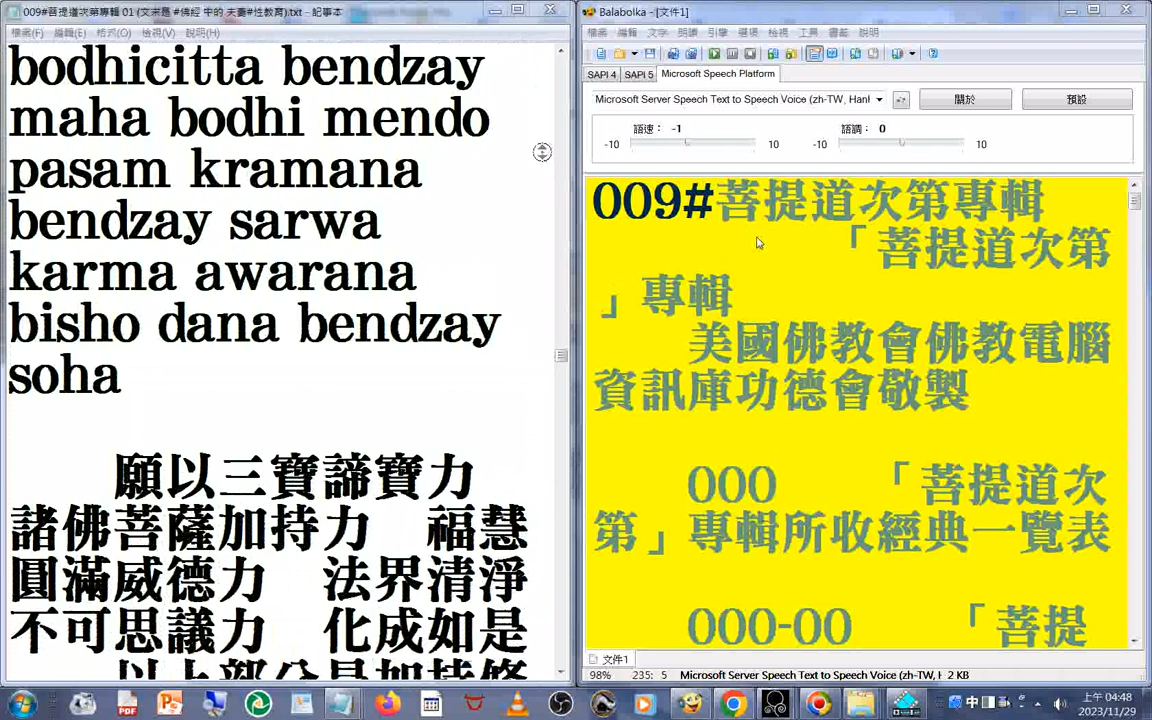 009#菩提道次第專輯 01 (文末是 #佛經 中的 夫妻#性教育).txt - 記事本
檔案(F) 編輯(E) 格式(O) 檢視(V) 說明(H)
bodhicitta bendzay
maha bodhi mendo
pasam kramana
bendzay sarwa
karma awarana
bisho dana bendzay
soha
願以三寶諦寶力
諸佛菩薩加持力 福慧
圓滿威德力 法界清淨
不可思議力 化成如是
以上部分是加持修
Balabolka - [文件1]
檔案 編輯 文字 朗讀 引擎 選項 檢視 工具 書籤 說明
SAPI 4 SAPI 5 Microsoft Speech Platform
Microsoft Server Speech Text to Speech Voice (zh-TW, Hanl
關於 預設
語速： -1 語調： 0
-10 10 -10 10
009#菩提道次第專輯
「菩提道次第
」專輯
美國佛教會佛教電腦
資訊庫功德會敬製
000 「菩提道次
第」專輯所收經典一覽表
000-00 「菩提
文件1
98% 235: 5 Microsoft Server Speech Text to Speech Voice (zh-TW, H 2 KB
中
上午 04:48
2023/11/29